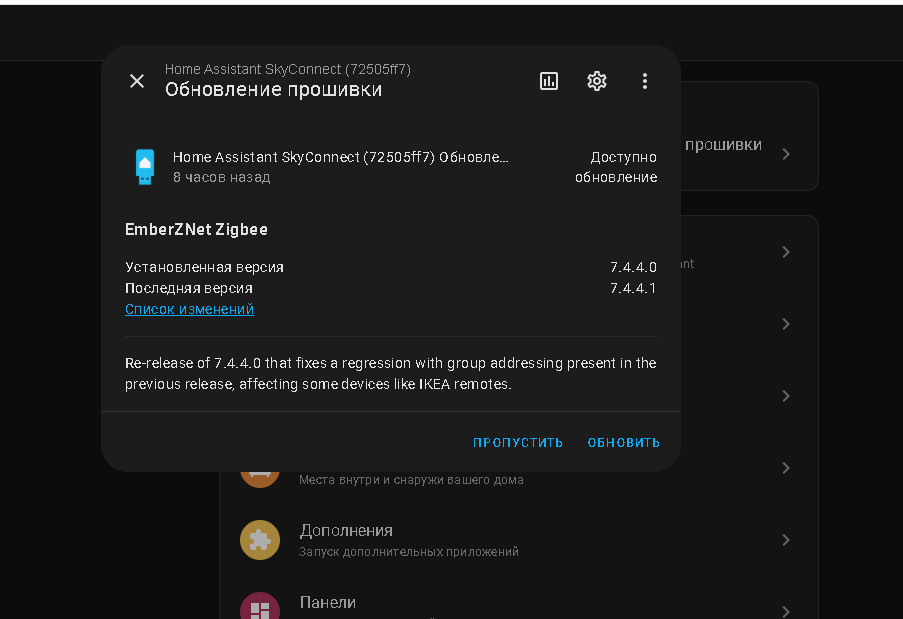 Home Assistant SkyConnect (72505ff7)
Обновление прошивки
Home Assistant SkyConnect (72505ff7) Обновле...
8 часов назад
Доступно
обновление
EmberZNet Zigbee
Установленная версия 7.4.4.0
Последняя версия 7.4.4.1
Список изменений
Re-release of 7.4.4.0 that fixes a regression with group addressing present in the
previous release, affecting some devices like IKEA remotes.
ПРОПУСТИТЬ ОБНОВИТЬ
прошивки
Места внутри и снаружи вашего дома
Дополнения
Запуск дополнительных приложений
Панели